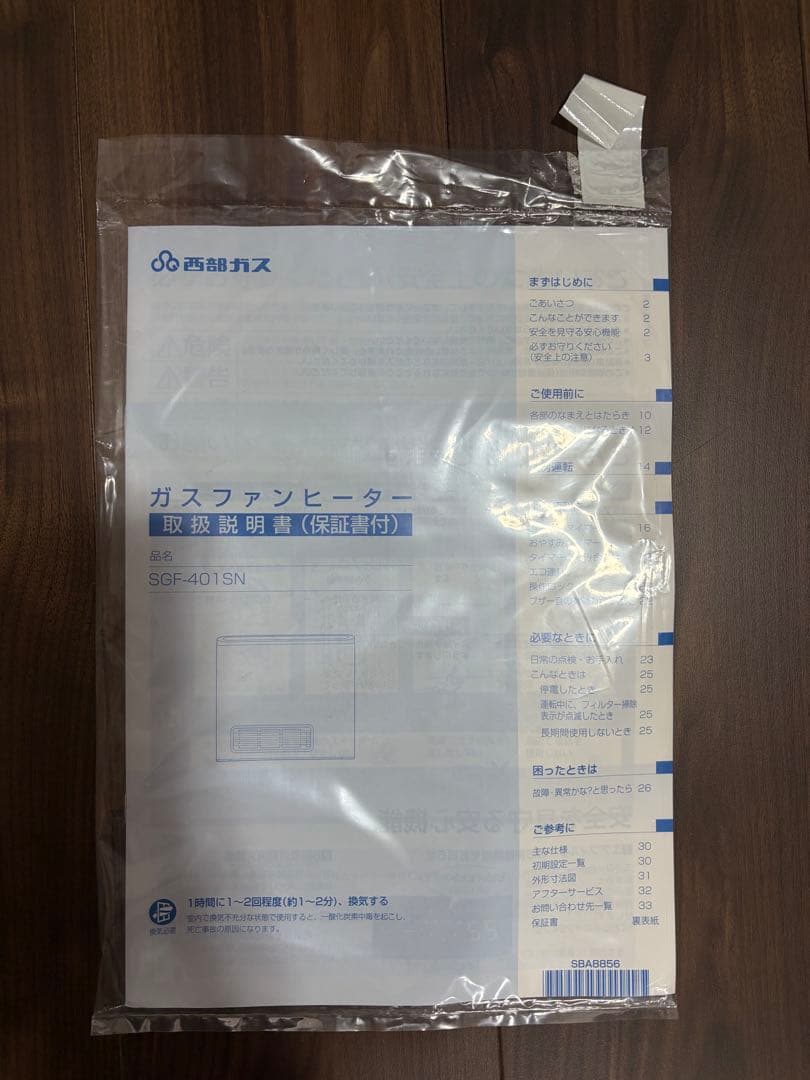 西部ガス
ガスファンヒーター
取扱説明書(保証書付)
品名
SGF-401SN
換気必要
1時間に1〜2回程度(約1〜2分)、換気する
室内で換気不充分な状態で使用すると、一酸化炭素中毒を起こし、
死亡事故の原因になります。
まずはじめに
ごあいさつ 2
こんなことができます 2
安全を見守る安心機能 2
必ずお守りください
(安全上の注意) 3
ご使用前に
各部のなまえとはたらき 10
12
運転 14
16
おやすみ
エコ運
必要なときに
日常の点検・お手入れ 23
こんなときは 25
停電したとき 25
運転中に、フィルター掃除
表示が点滅したとき 25
長期間使用しないとき 25
困ったときは
故障・異常かな?と思ったら 26
ご参考に
主な仕様 30
初期設定一覧 30
外形寸法図 31
アフターサービス 32
お問い合わせ先一覧 33
保証書 裏表紙
SBA8856